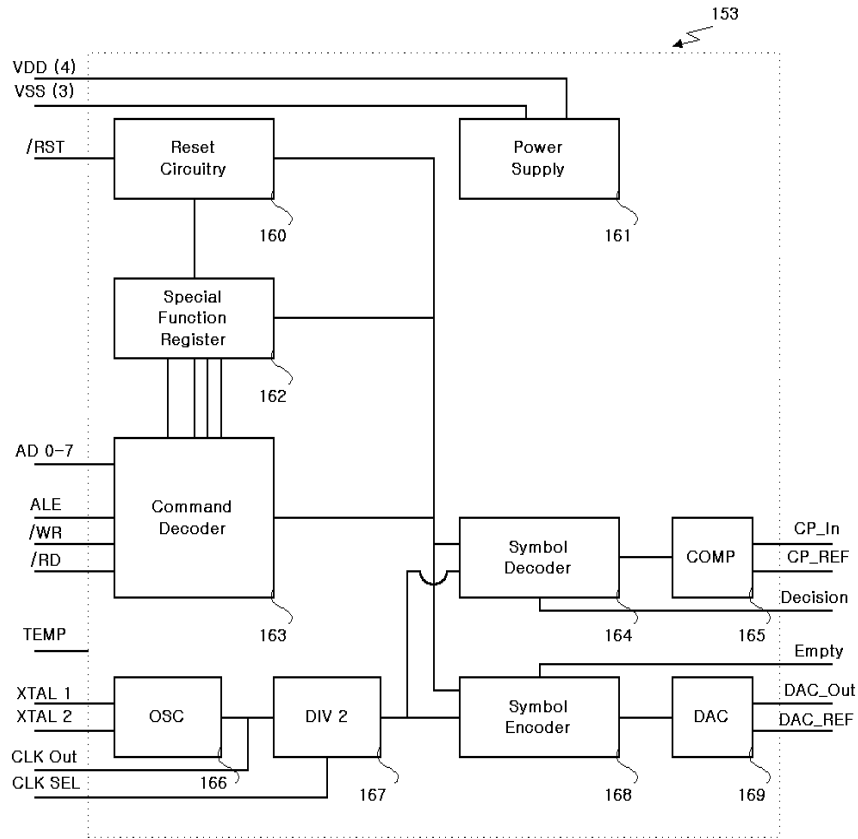 153
VDD (4)
VSS (3)
/RST
Reset
Circuitry
160
Power
Supply
161
Special
Function
Register
162
AD 0-7
ALE
/WR
/RD
Command
Decoder
163
Symbol
Decoder
164
COMP
165
CP_In
CP_REF
Decision
TEMP
Empty
XTAL 1
XTAL 2
OSC
166
DIV 2
167
Symbol
Encoder
168
DAC
169
DAC_Out
DAC_REF
CLK Out
CLK SEL